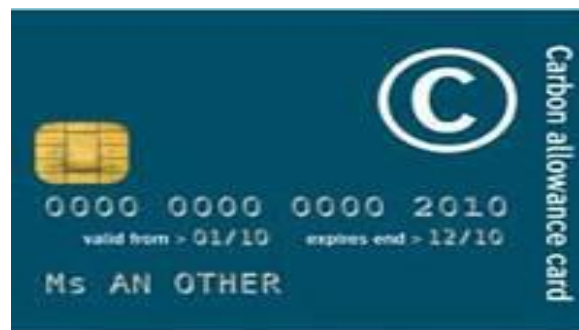 ©
Carbon allowance card
0000 0000 0000 2010
valid from > 01/10 expires end > 12/10
Ms AN OTHER